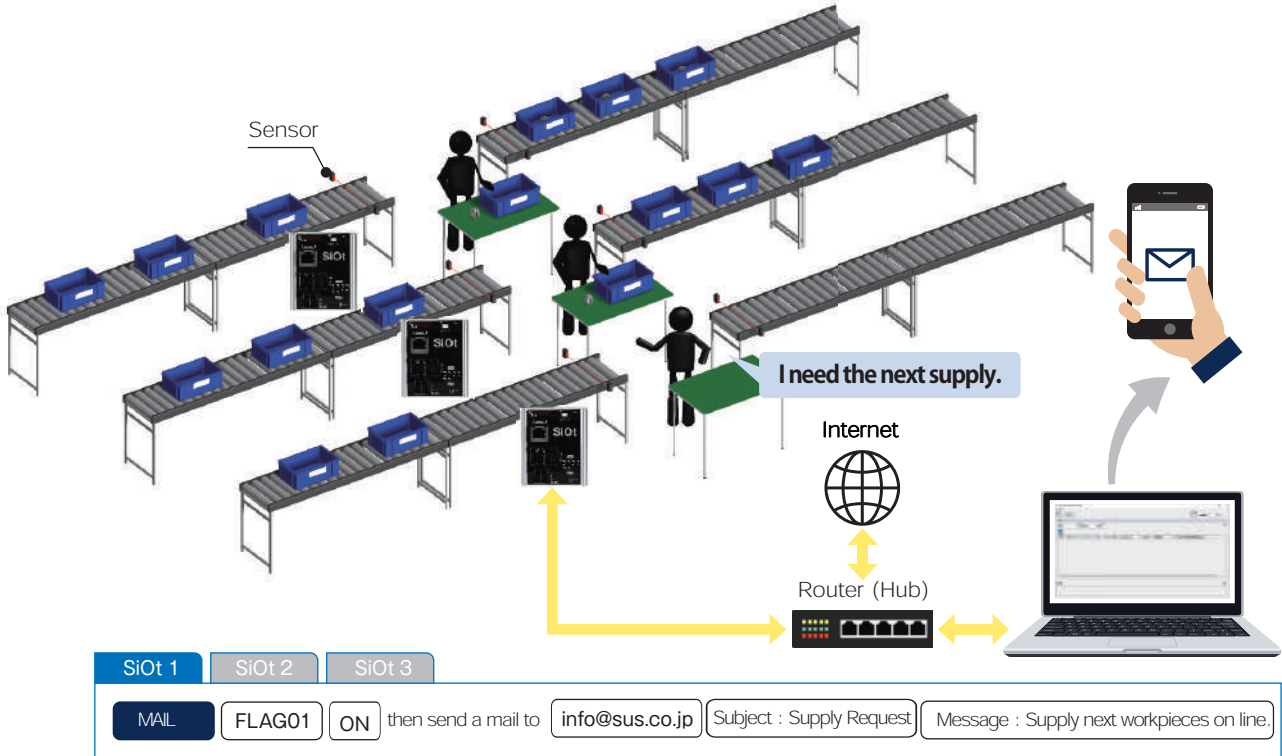 Sensor
SiOt
SiOt
SiOt
I need the next supply.
Internet
Router (Hub)
SiOt 1 SiOt 2 SiOt 3
MAIL FLAG01 ON then send a mail to info@sus.co.jp Subject : Supply Request Message : Supply next workpieces on line.